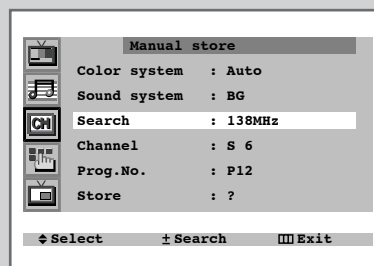 Manual store
Color system : Auto
Sound system : BG
CH Search : 138MHz
Channel : S 6
Prog.No. : P12
Store : ?
Select ± Search Exit